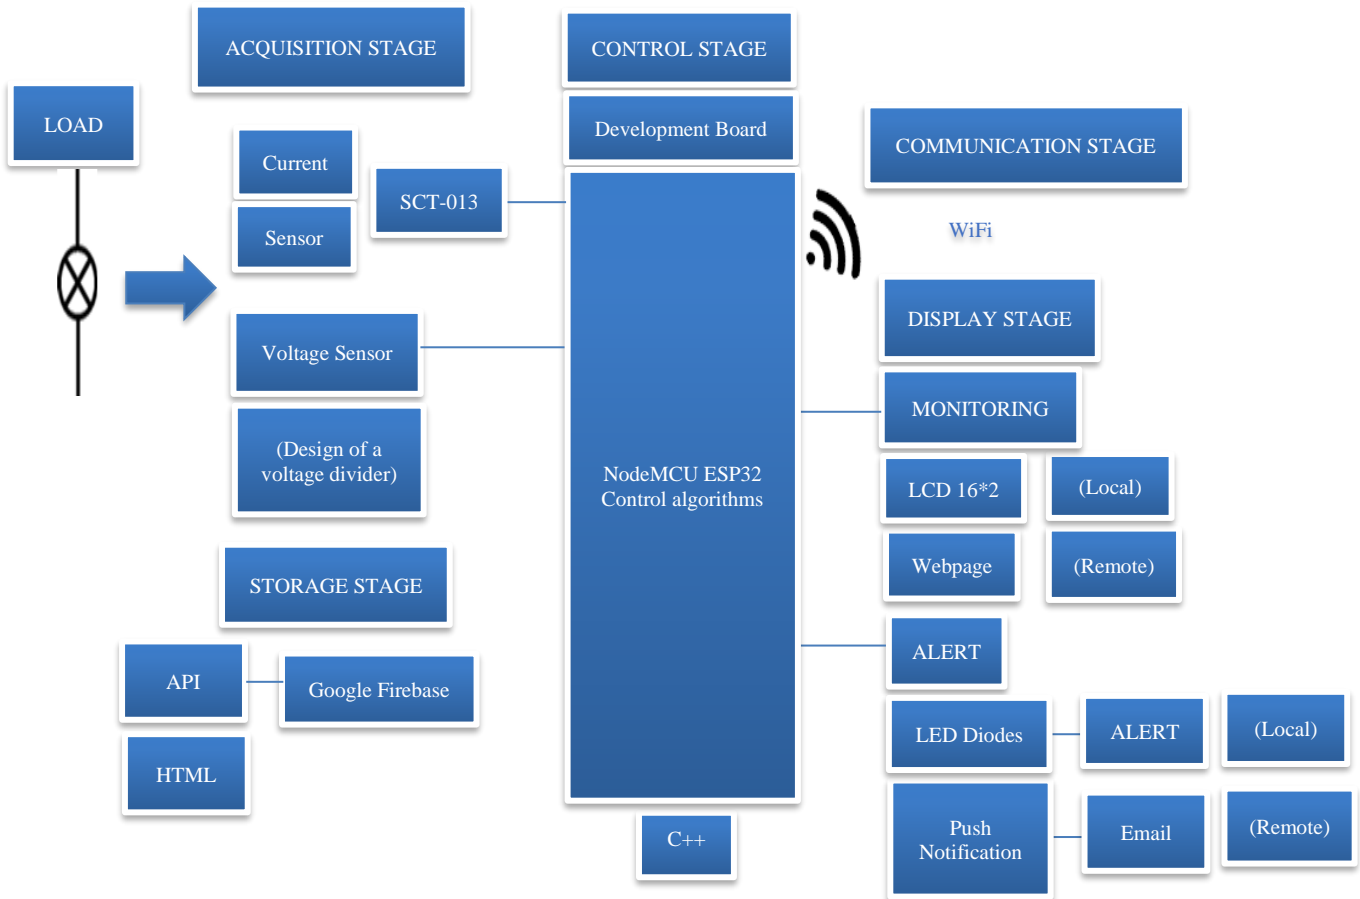 ACQUISITION STAGE
CONTROL STAGE
LOAD
Development Board
COMMUNICATION STAGE
Current
Sensor
SCT-013
WiFi
DISPLAY STAGE
Voltage Sensor
MONITORING
(Design of a
voltage divider)
NodeMCU ESP32
Control algorithms
LCD 16*2
(Local)
Webpage
(Remote)
STORAGE STAGE
ALERT
API
Google Firebase
LED Diodes
ALERT
(Local)
HTML
Push
Notification
Email
(Remote)
C++